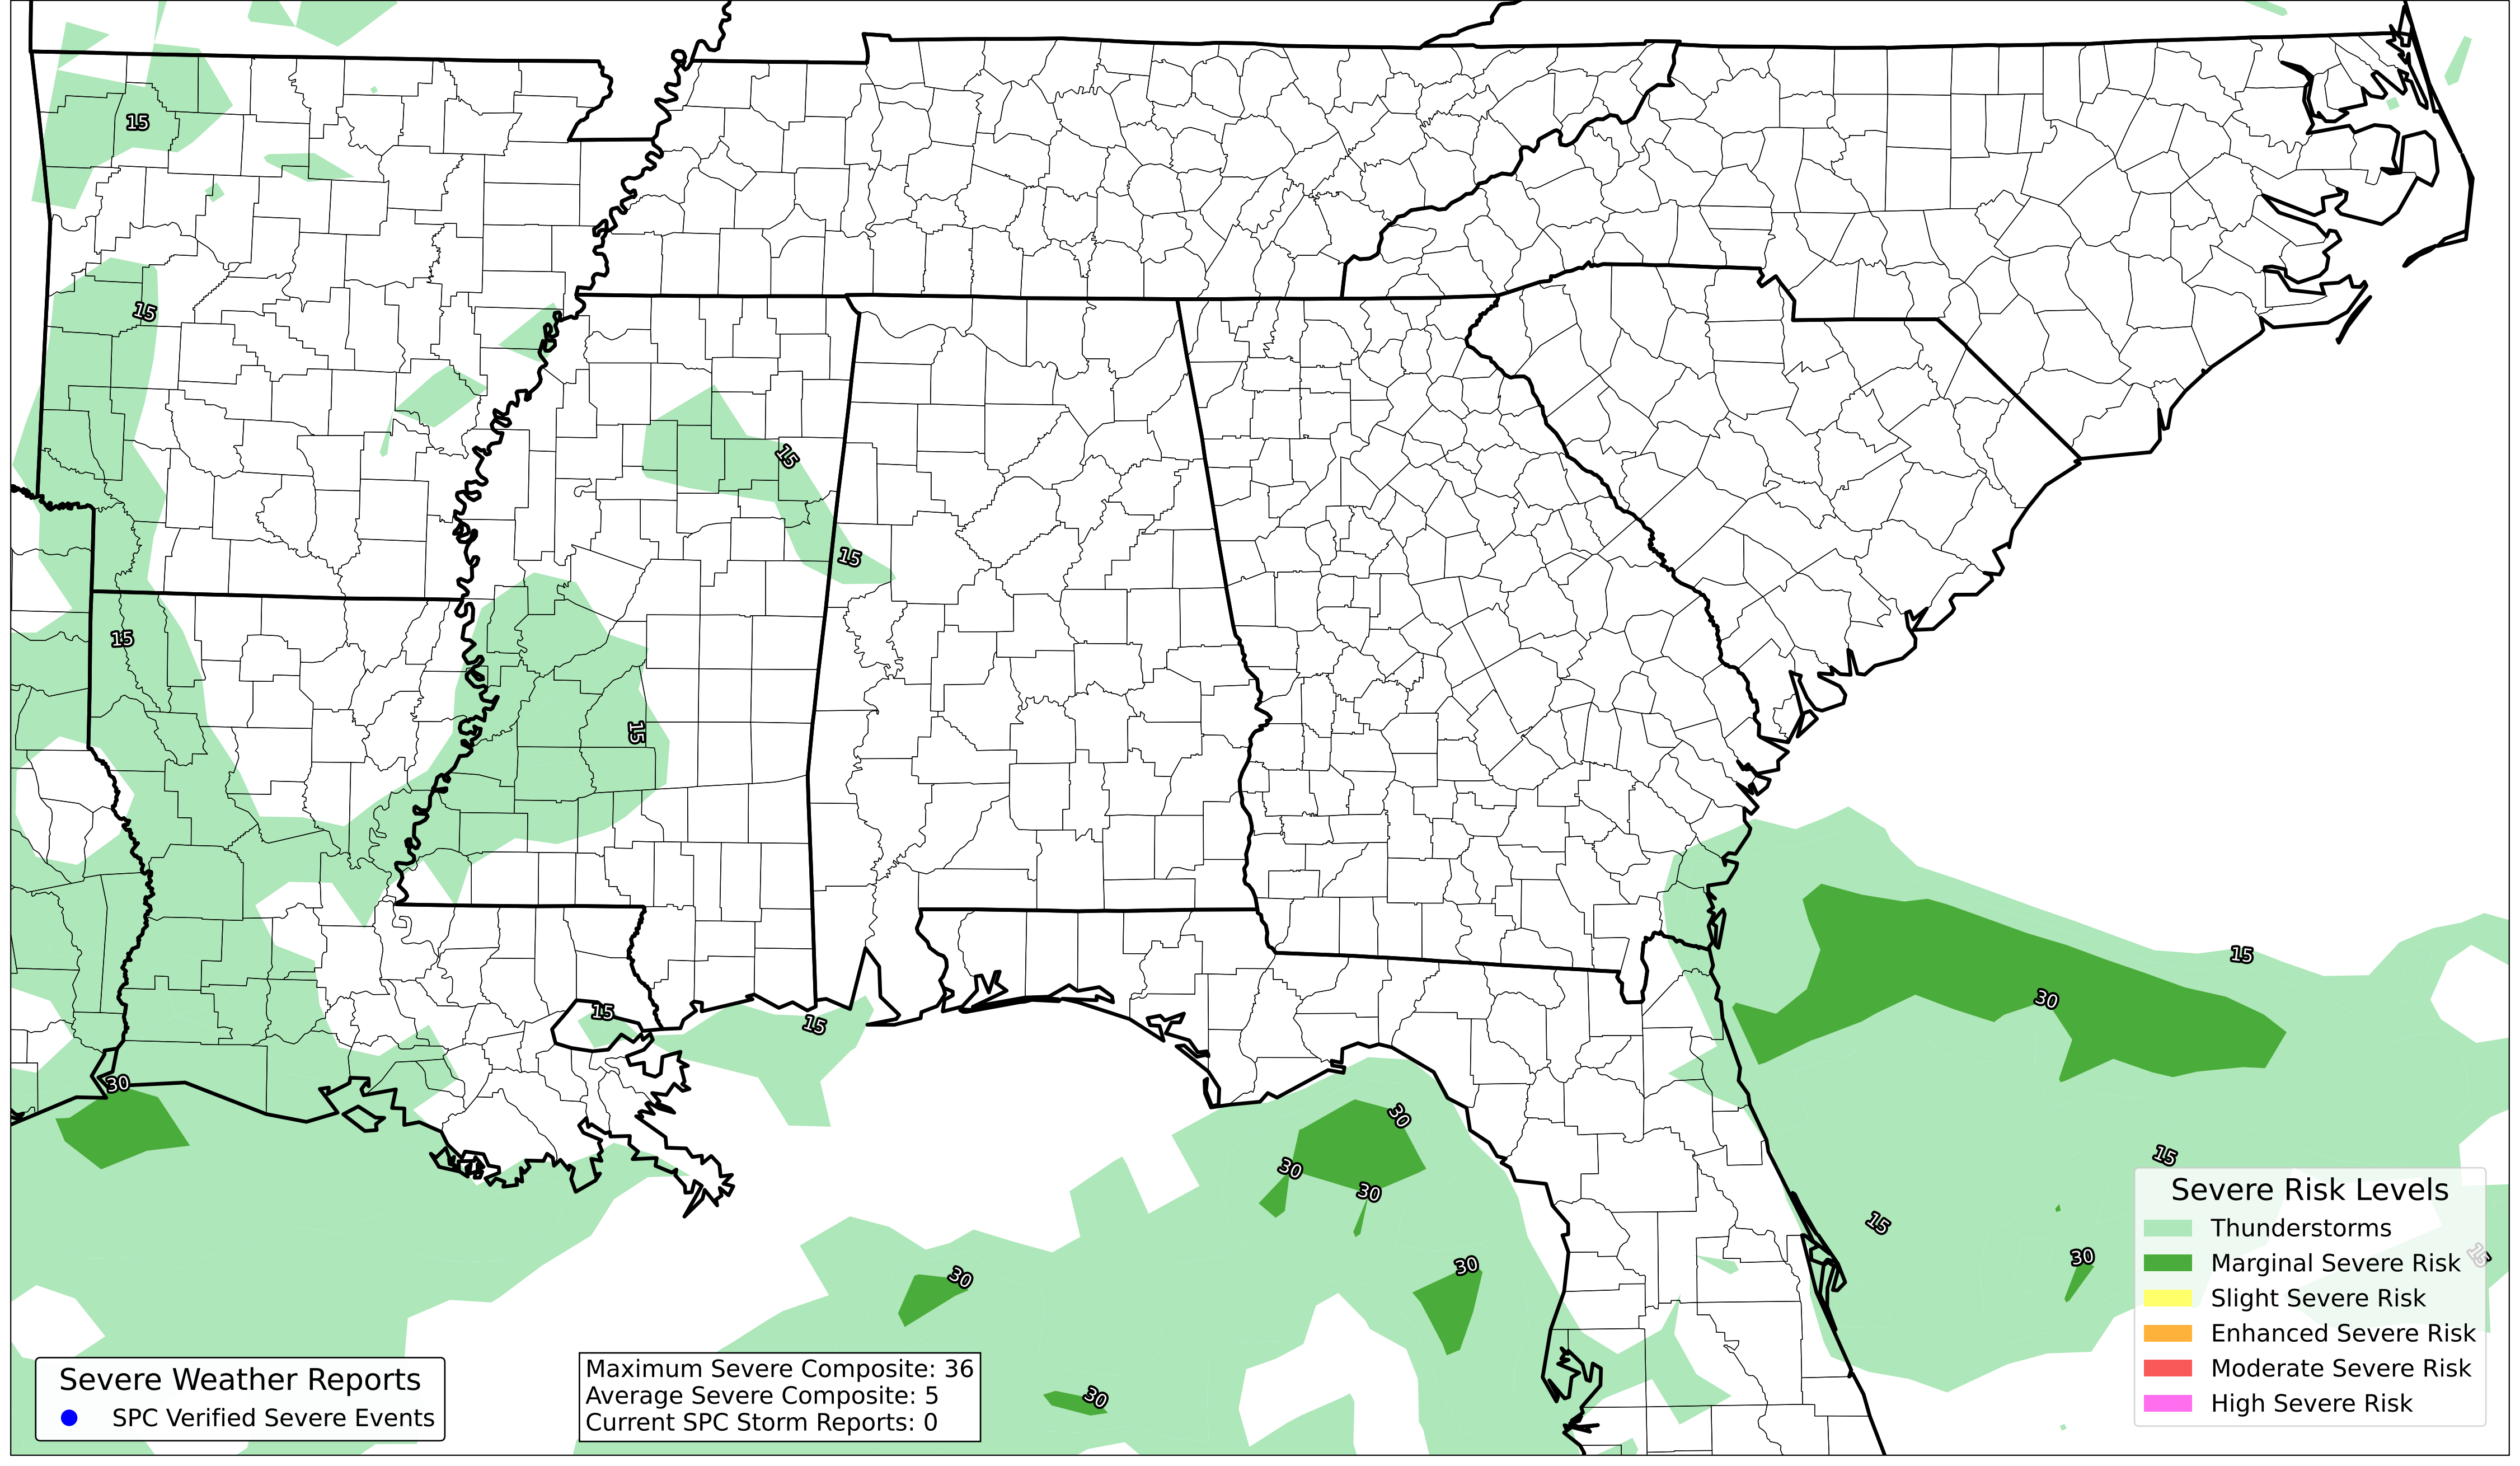 15
15
15
15
15
15
15
15
30
15
30
30
30
30
15
30
15
15
30
15
30
30
Severe Risk Levels
Thunderstorms
Marginal Severe Risk
Slight Severe Risk
Enhanced Severe Risk
Moderate Severe Risk
High Severe Risk
Severe Weather Reports
SPC Verified Severe Events
Maximum Severe Composite: 36
Average Severe Composite: 5
Current SPC Storm Reports: 0